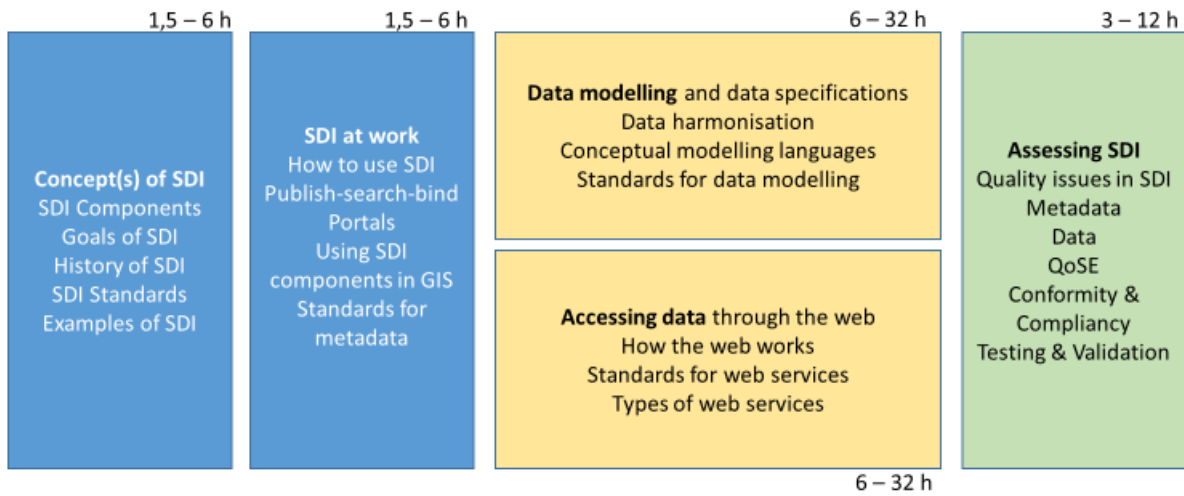 1,5 – 6 h
Concept(s) of SDI
SDI Components
Goals of SDI
History of SDI
SDI Standards
Examples of SDI
1,5 – 6 h
SDI at work
How to use SDI
Publish-search-bind
Portals
Using SDI
components in GIS
Standards for
metadata
6 – 32 h
Data modelling and data specifications
Data harmonisation
Conceptual modelling languages
Standards for data modelling
Accessing data through the web
How the web works
Standards for web services
Types of web services
6 – 32 h
3 – 12 h
Assessing SDI
Quality issues in SDI
Metadata
Data
QoSE
Conformity &
Compliancy
Testing & Validation